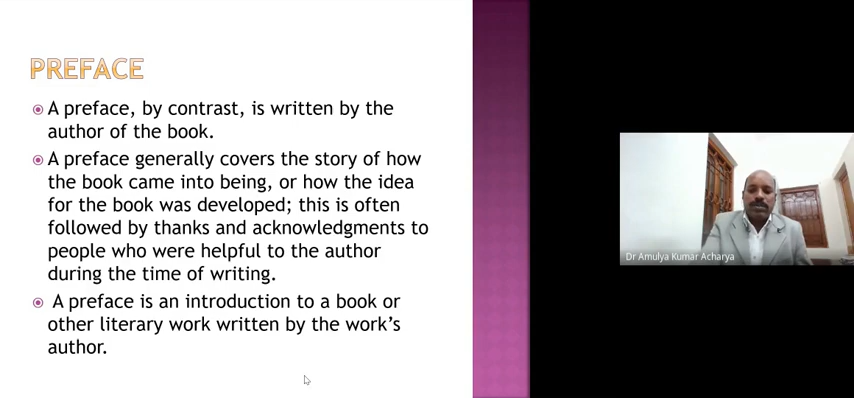 PREFACE
A preface, by contrast, is written by the
author of the book.
A preface generally covers the story of how
the book came into being, or how the idea
for the book was developed; this is often
followed by thanks and acknowledgments to
people who were helpful to the author
during the time of writing.
A preface is an introduction to a book or
other literary work written by the work's
author.
Dr Amulya Kumar Acharya